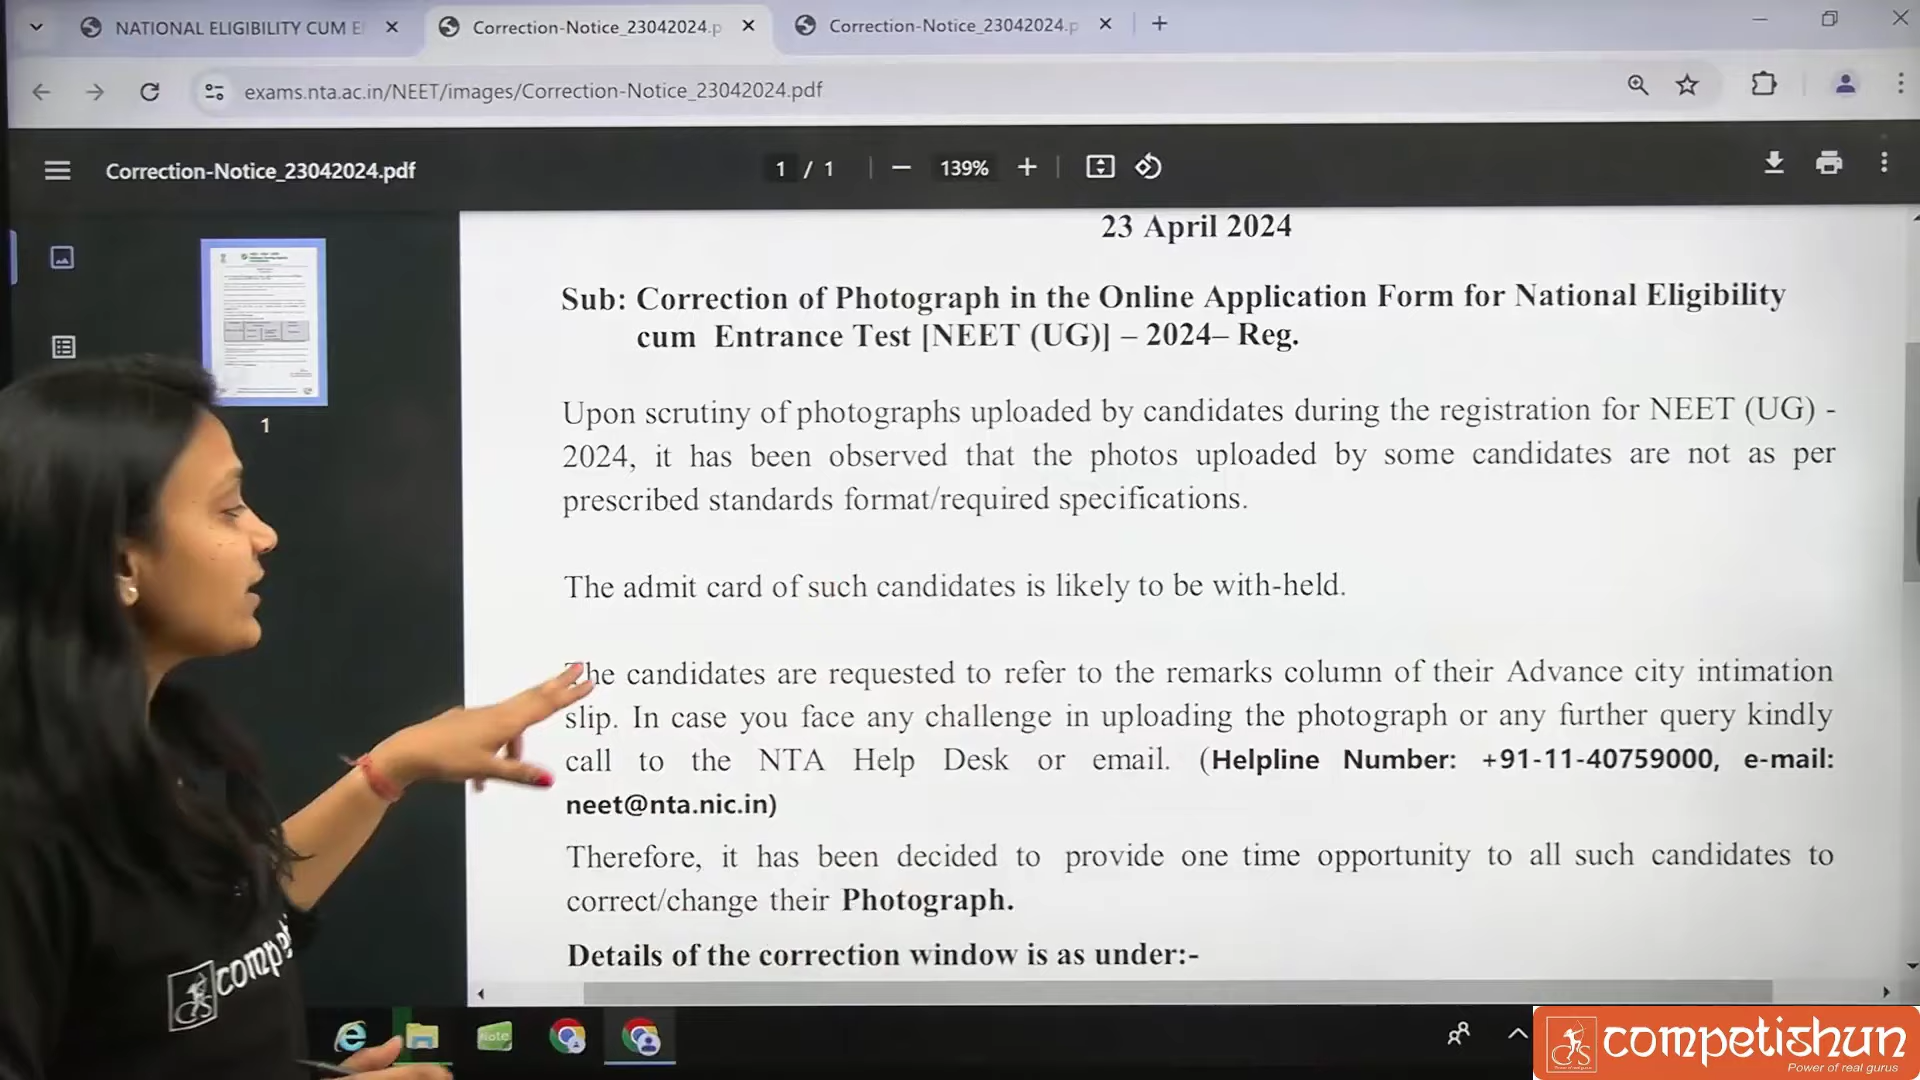 NATIONAL ELIGIBILITY CUM E
Correction-Notice_23042024.p
Correction-Notice_23042024.p
exams.nta.ac.in/NEET/images/Correction-Notice_23042024.pdf
Correction-Notice_23042024.pdf
1 / 1
139%
23 April 2024
Sub: Correction of Photograph in the Online Application Form for National Eligibility
cum Entrance Test [NEET (UG)] – 2024– Reg.
Upon scrutiny of photographs uploaded by candidates during the registration for NEET (UG) -
2024, it has been observed that the photos uploaded by some candidates are not as per
prescribed standards format/required specifications.
The admit card of such candidates is likely to be with-held.
The candidates are requested to refer to the remarks column of their Advance city intimation
slip. In case you face any challenge in uploading the photograph or any further query kindly
call to the NTA Help Desk or email. (Helpline Number: +91-11-40759000, e-mail:
neet@nta.nic.in)
Therefore, it has been decided to provide one time opportunity to all such candidates to
correct/change their Photograph.
Details of the correction window is as under:-
1
compet
Note
competishun
Power of real gurus